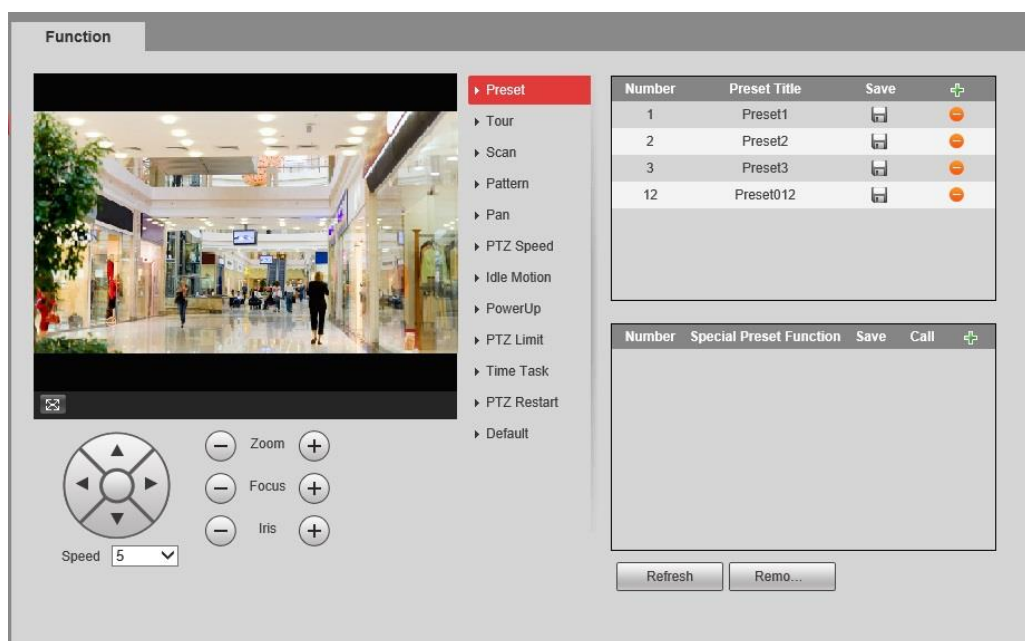 Function
Preset
Tour
Scan
Pattern
Pan
PTZ Speed
Idle Motion
PowerUp
PTZ Limit
Time Task
PTZ Restart
Default
Number Preset Title Save
1 Preset1
2 Preset2
3 Preset3
12 Preset012
Number Special Preset Function Save Call
Zoom
Focus
Iris
Speed 5
Refresh Remo...